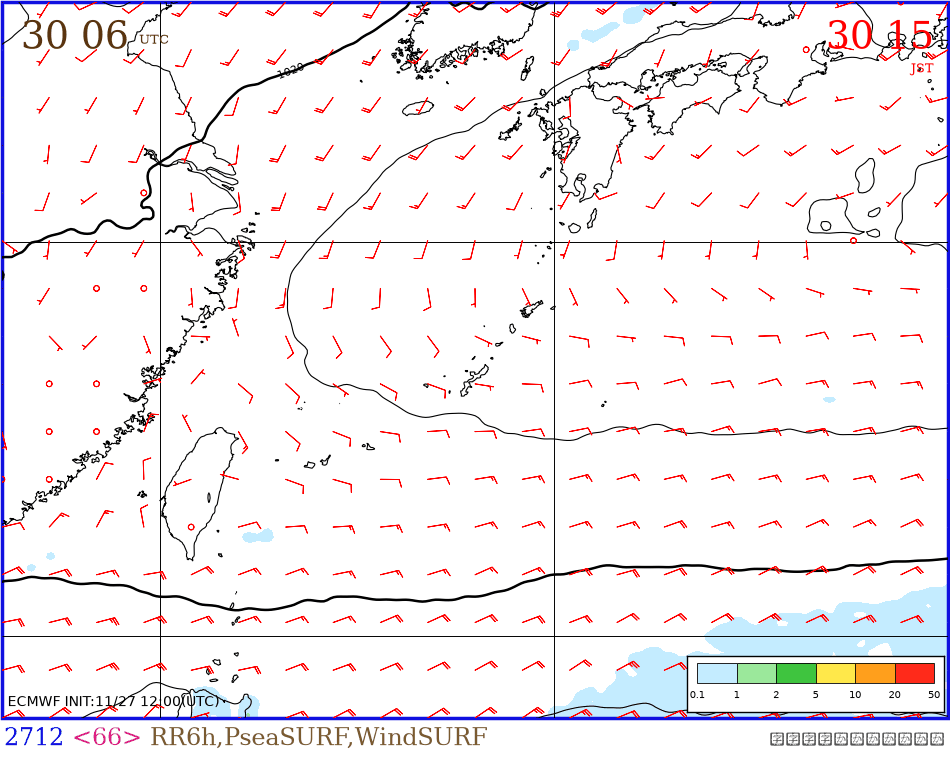 30 06 UTC
30 15
JST
1020
ECMWF INIT:11/27 12:00(UTC)
0.1 1 2 5 10 20 50
2712 <66> RR6h,PseaSURF,WindSURF